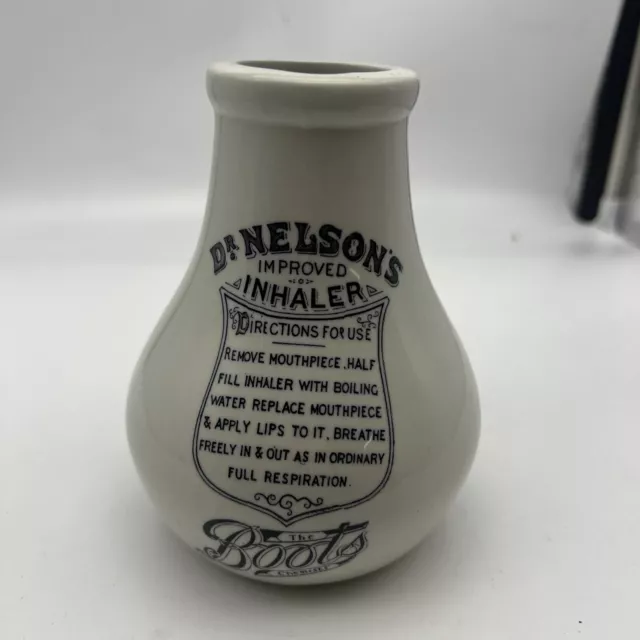 DR. NELSON'S
IMPROVED
INHALER
DIRECTIONS FOR USE
REMOVE MOUTHPIECE, HALF
FILL INHALER WITH BOILING
WATER REPLACE MOUTHPIECE
& APPLY LIPS TO IT, BREATHE
FREELY IN & OUT AS IN ORDINARY
FULL RESPIRATION.
THE
Boots